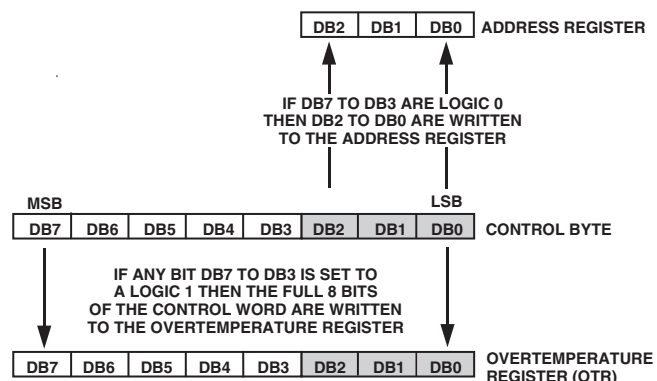 DB2 DB1 DB0 ADDRESS REGISTER
IF DB7 TO DB3 ARE LOGIC 0
THEN DB2 TO DB0 ARE WRITTEN
TO THE ADDRESS REGISTER
MSB LSB
DB7 DB6 DB5 DB4 DB3 DB2 DB1 DB0 CONTROL BYTE
IF ANY BIT DB7 TO DB3 IS SET TO
A LOGIC 1 THEN THE FULL 8 BITS
OF THE CONTROL WORD ARE WRITTEN
TO THE OVERTEMPERATURE REGISTER
DB7 DB6 DB5 DB4 DB3 DB2 DB1 DB0 OVERTEMPERATURE
REGISTER (OTR)